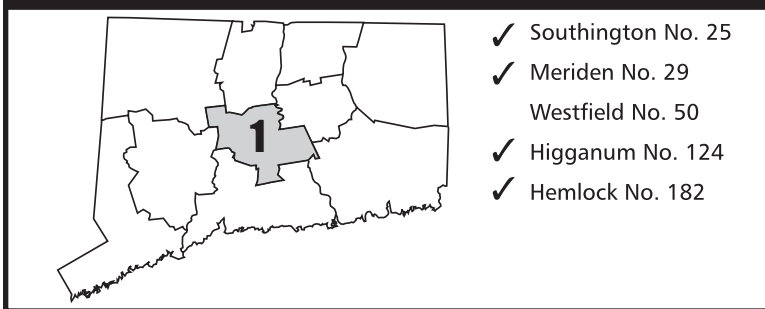 1
✓ Southington No. 25
✓ Meriden No. 29
Westfield No. 50
✓ Higganum No. 124
✓ Hemlock No. 182